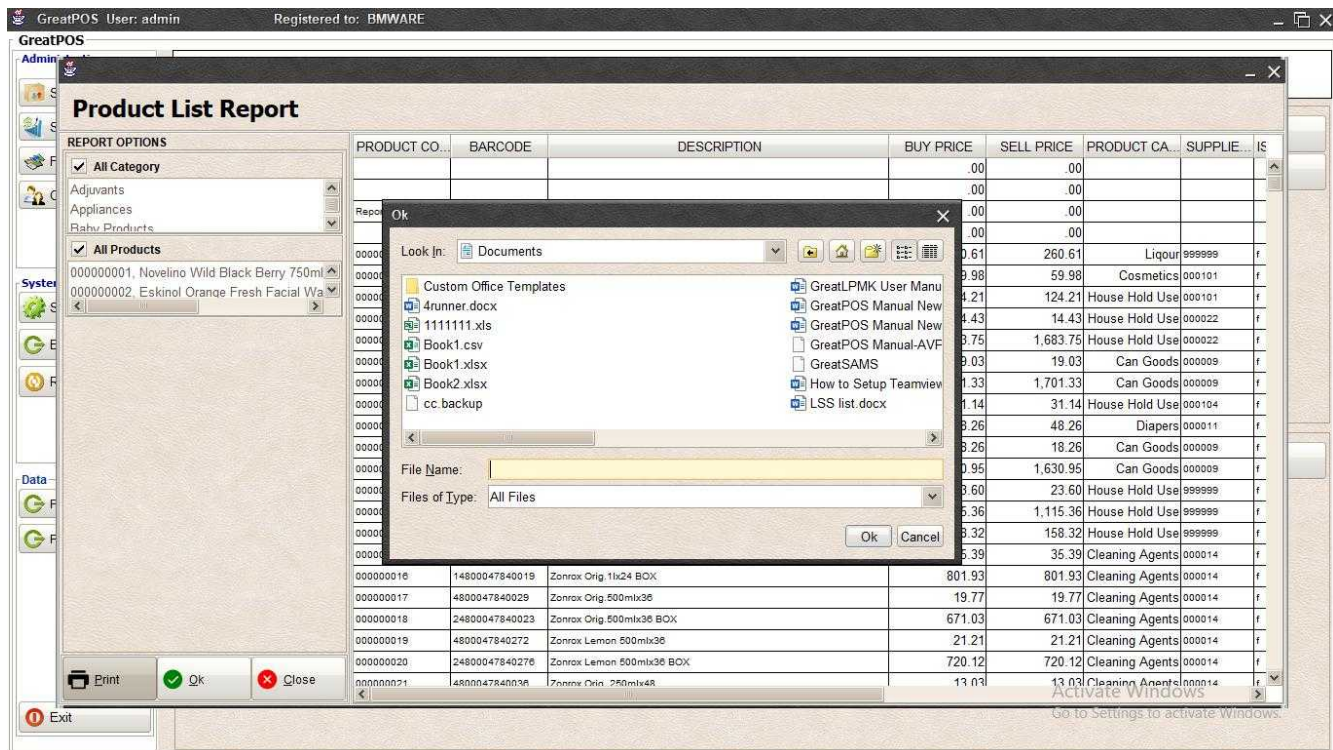 GreatPOS User: admin Registered to: BMWARE
GreatPOS
Product List Report
REPORT OPTIONS
All Category
Adjuvants
Appliances
Baby Products
All Products
000000001, Novelino Wild Black Berry 750ml
000000002, Eskinol Orange Fresh Facial Wa
PRODUCT CO... BARCODE DESCRIPTION BUY PRICE SELL PRICE PRODUCT CA... SUPPLIE... IS
.00 .00
.00 .00
.00 .00
.00 .00
260.61 Liqour 999999 f
59.98 Cosmetics 000101 f
124.21 House Hold Use 000101 f
14.43 House Hold Use 000022 f
1,683.75 House Hold Use 000022 f
19.03 Can Goods 000009 f
1,701.33 Can Goods 000009 f
31.14 House Hold Use 000104 f
48.26 Diapers 000011 f
18.26 Can Goods 000009 f
1,630.95 Can Goods 000009 f
23.60 House Hold Use 999999 f
1,115.36 House Hold Use 999999 f
158.32 House Hold Use 999999 f
35.39 Cleaning Agents 000014 f
000000016 14800047840019 Zonrox Orig.1lx24 BOX 801.93 801.93 Cleaning Agents 000014 f
000000017 4800047840029 Zonrox Orig.500mlx36 19.77 19.77 Cleaning Agents 000014 f
000000018 24800047840023 Zonrox Orig.500mlx36 BOX 671.03 671.03 Cleaning Agents 000014 f
000000019 4800047840272 Zonrox Lemon 500mlx36 21.21 21.21 Cleaning Agents 000014 f
000000020 24800047840276 Zonrox Lemon 500mlx36 BOX 720.12 720.12 Cleaning Agents 000014 f
000000021 4800047840036 Zonrox Orig. 250mlx48 13.03 13.03 Cleaning Agents 000014 f
Ok
Look In: Documents
Custom Office Templates GreatLPMK User Manu
4runner.docx GreatPOS Manual New
1111111.xls GreatPOS Manual New
Book1.csv GreatPOS Manual-AVF
Book1.xlsx GreatSAMS
Book2.xlsx How to Setup Teamview
cc.backup LSS list.docx
File Name:
Files of Type: All Files
Ok Cancel
Print Ok Close
Data
Exit
Activate Windows
Go to Settings to activate Windows.